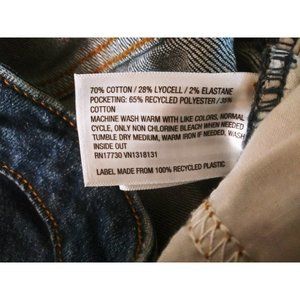 70% COTTON / 28% LYOCELL / 2% ELASTANE
POCKETING: 65% RECYCLED POLYESTER / 35%
COTTON
MACHINE WASH WARM WITH LIKE COLORS, NORMAL
CYCLE, ONLY NON CHLORINE BLEACH WHEN NEEDED
TUMBLE DRY MEDIUM, WARM IRON IF NEEDED, WASH
INSIDE OUT
RN17730 VN1318131
LABEL MADE FROM 100% RECYCLED PLASTIC